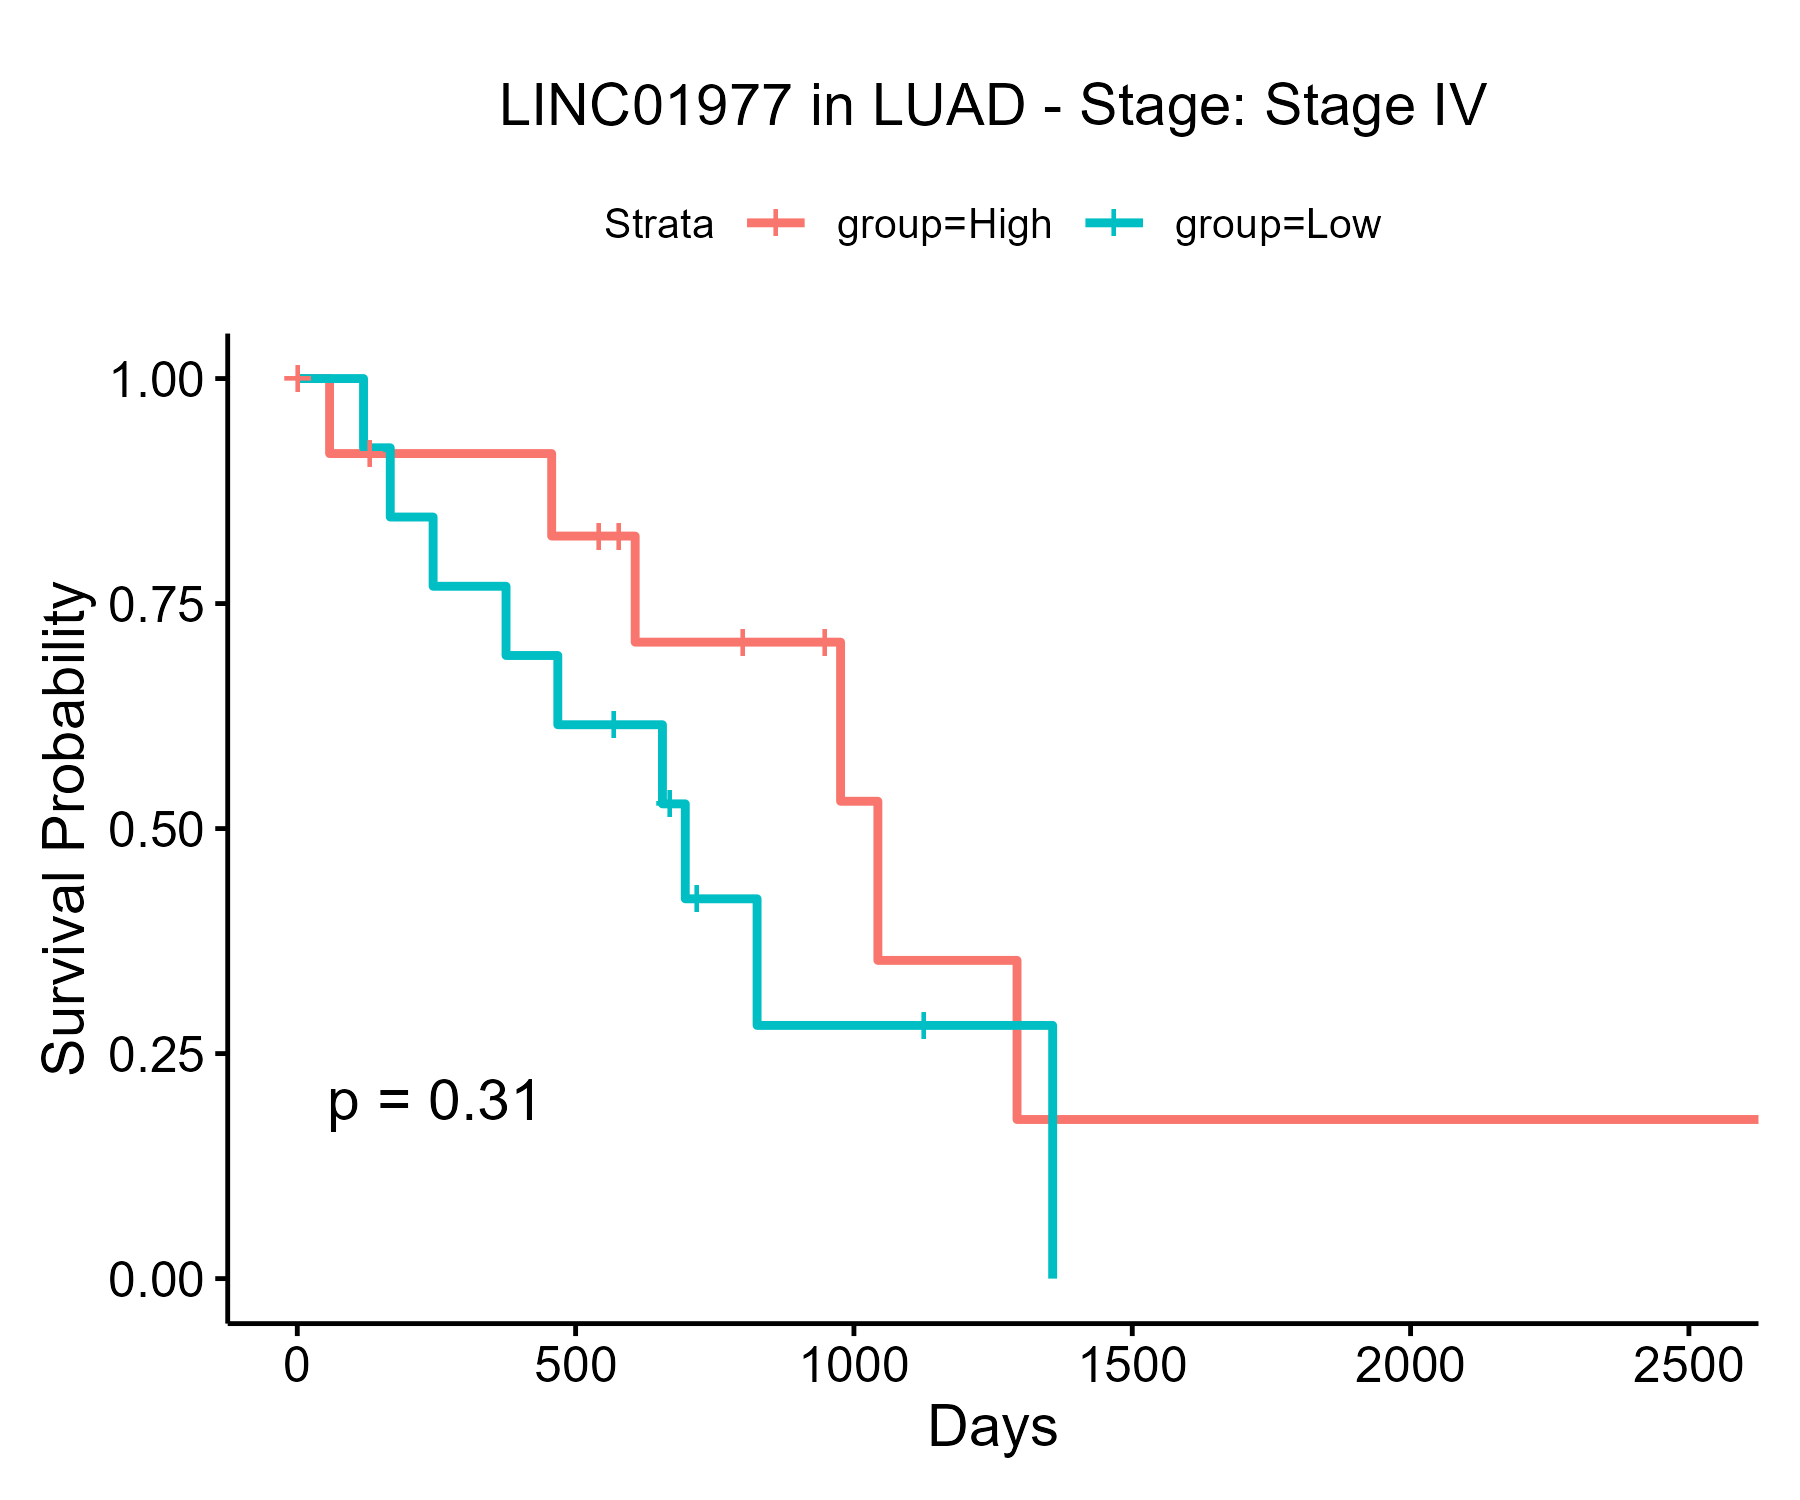 LINC01977 in LUAD - Stage: Stage IV
Strata group=High group=Low
Survival Probability
1.00
0.75
0.50
0.25
0.00
p = 0.31
0 500 1000 1500 2000 2500
Days